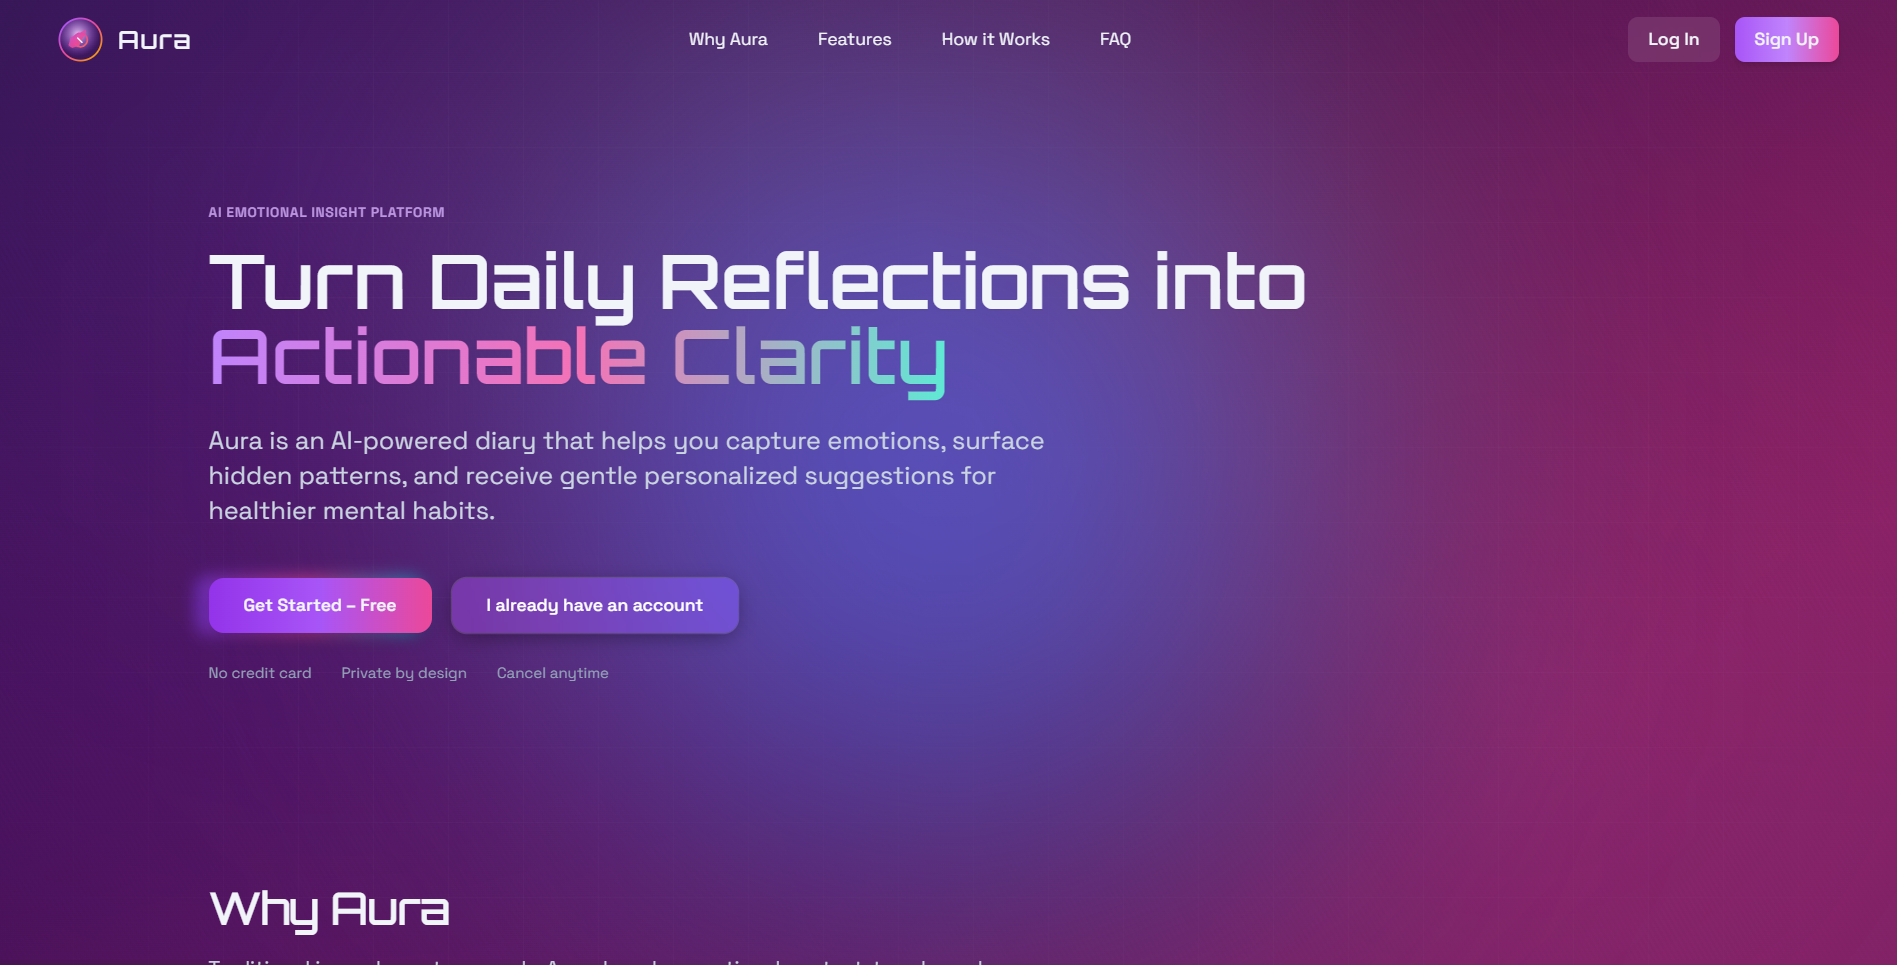 Aura
Why Aura
Features
How it Works
FAQ
Log In
Sign Up
AI EMOTIONAL INSIGHT PLATFORM
Turn Daily Reflections into
Actionable Clarity
Aura is an AI-powered diary that helps you capture emotions, surface
hidden patterns, and receive gentle personalized suggestions for
healthier mental habits.
Get Started – Free
I already have an account
No credit card
Private by design
Cancel anytime
Why Aura